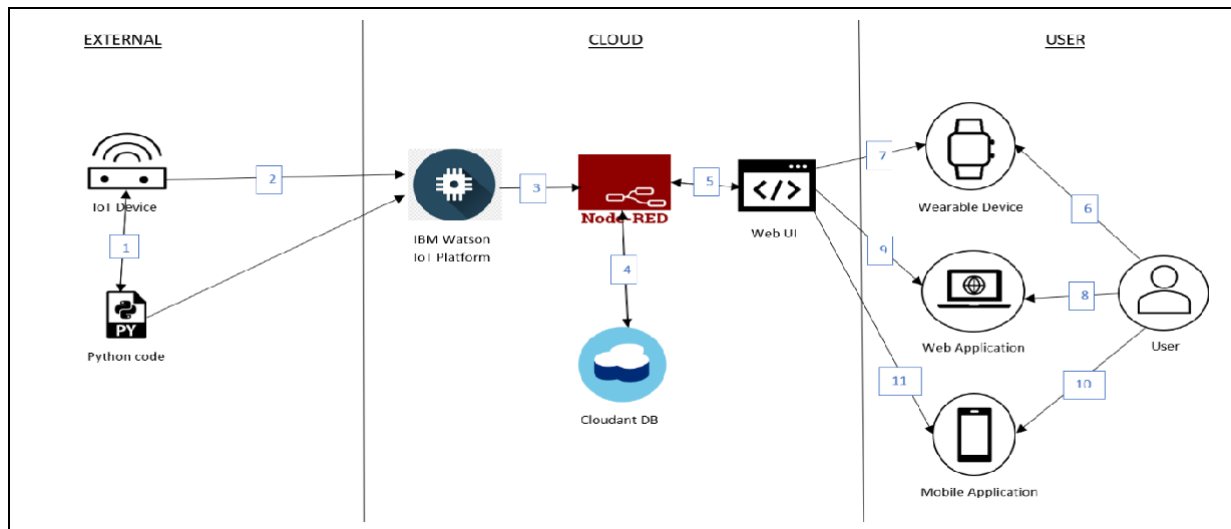 EXTERNAL
CLOUD
USER
IoT Device
1
2
PY
Python code
IBM Watson
IoT Platform
3
Node-RED
4
Cloudant DB
5
</>
Web UI
7
9
11
Wearable Device
6
Web Application
8
User
10
Mobile Application